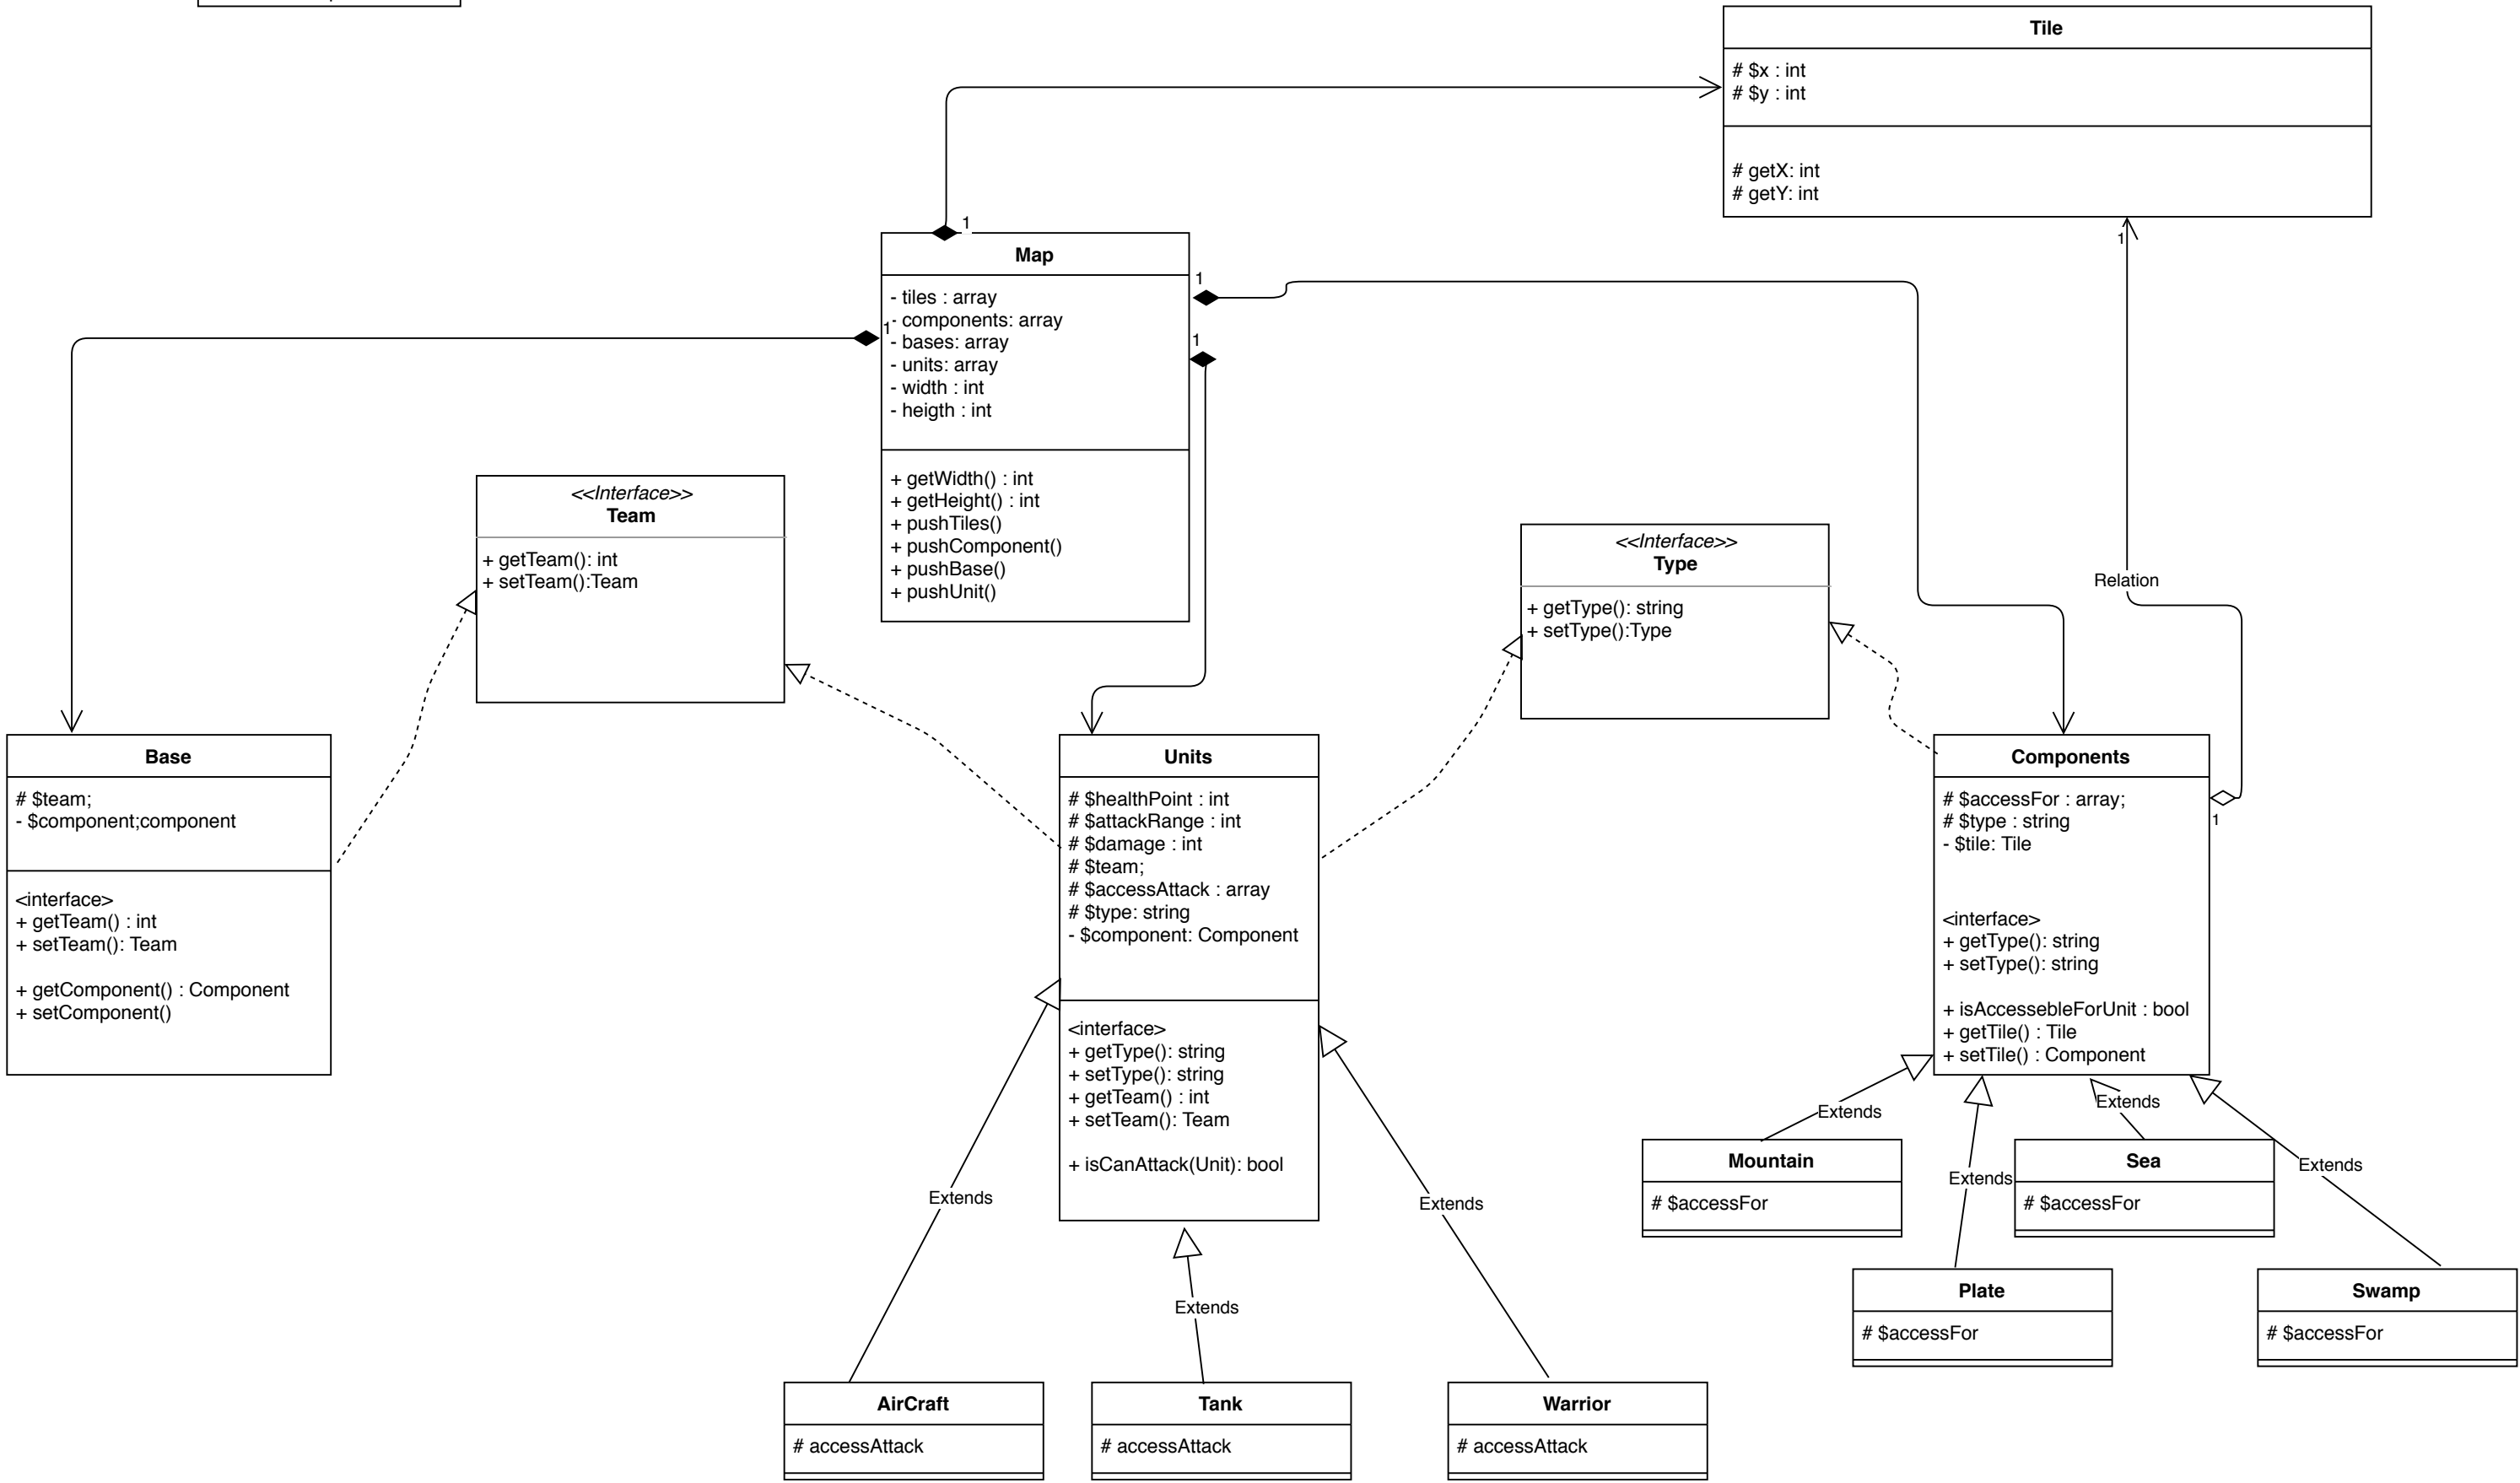 Tile
# $x : int
# $y : int
# getX: int
# getY: int
1
Map
- tiles : array
- components: array
- bases: array
- units: array
- width : int
- heigth : int
+ getWidth() : int
+ getHeight() : int
+ pushTiles()
+ pushComponent()
+ pushBase()
+ pushUnit()
1
1
1
1
Relation
<<Interface>>
Team
+ getTeam(): int
+ setTeam():Team
<<Interface>>
Type
+ getType(): string
+ setType():Type
Base
# $team;
- $component;component
<interface>
+ getTeam() : int
+ setTeam(): Team
+ getComponent() : Component
+ setComponent()
Units
# $healthPoint : int
# $attackRange : int
# $damage : int
# $team;
# $accessAttack : array
# $type: string
- $component: Component
<interface>
+ getType(): string
+ setType(): string
+ getTeam() : int
+ setTeam(): Team
+ isCanAttack(Unit): bool
Components
# $accessFor : array;
# $type : string
- $tile: Tile
<interface>
+ getType(): string
+ setType(): string
+ isAccessebleForUnit : bool
+ getTile() : Tile
+ setTile() : Component
1
Extends
Extends
Extends
Extends
Mountain
# $accessFor
Sea
# $accessFor
Plate
# $accessFor
Swamp
# $accessFor
Extends
Extends
Extends
AirCraft
# accessAttack
Tank
# accessAttack
Warrior
# accessAttack